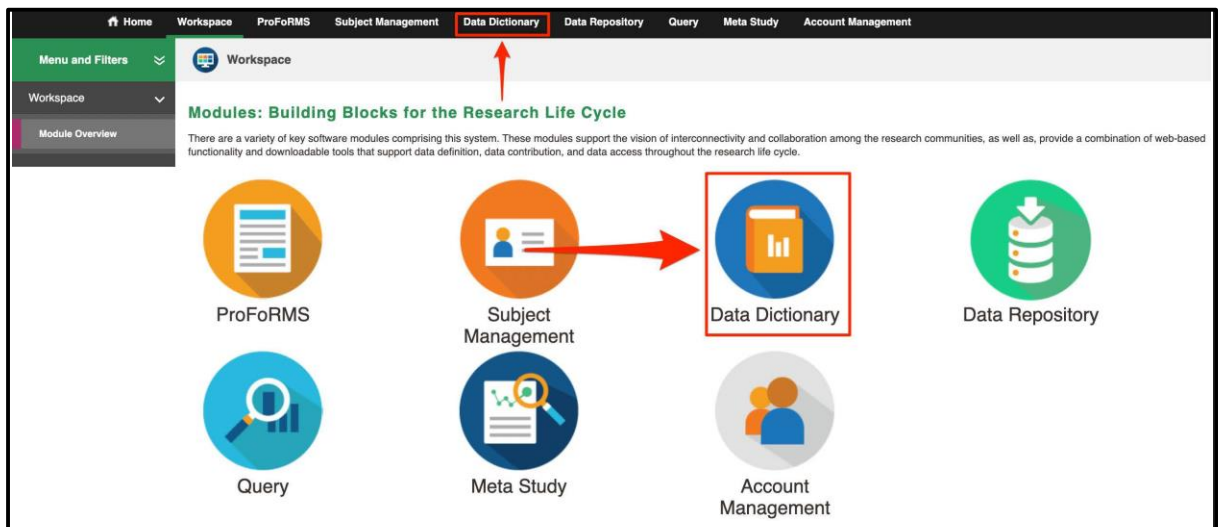 Home Workspace ProFoRMS Subject Management Data Dictionary Data Repository Query Meta Study Account Management
Menu and Filters
Workspace
Workspace
Module Overview
Modules: Building Blocks for the Research Life Cycle
There are a variety of key software modules comprising this system. These modules support the vision of interconnectivity and collaboration among the research communities, as well as, provide a combination of web-based
functionality and downloadable tools that support data definition, data contribution, and data access throughout the research life cycle.
ProFoRMS
Subject
Management
Data Dictionary
Data Repository
Query
Meta Study
Account
Management